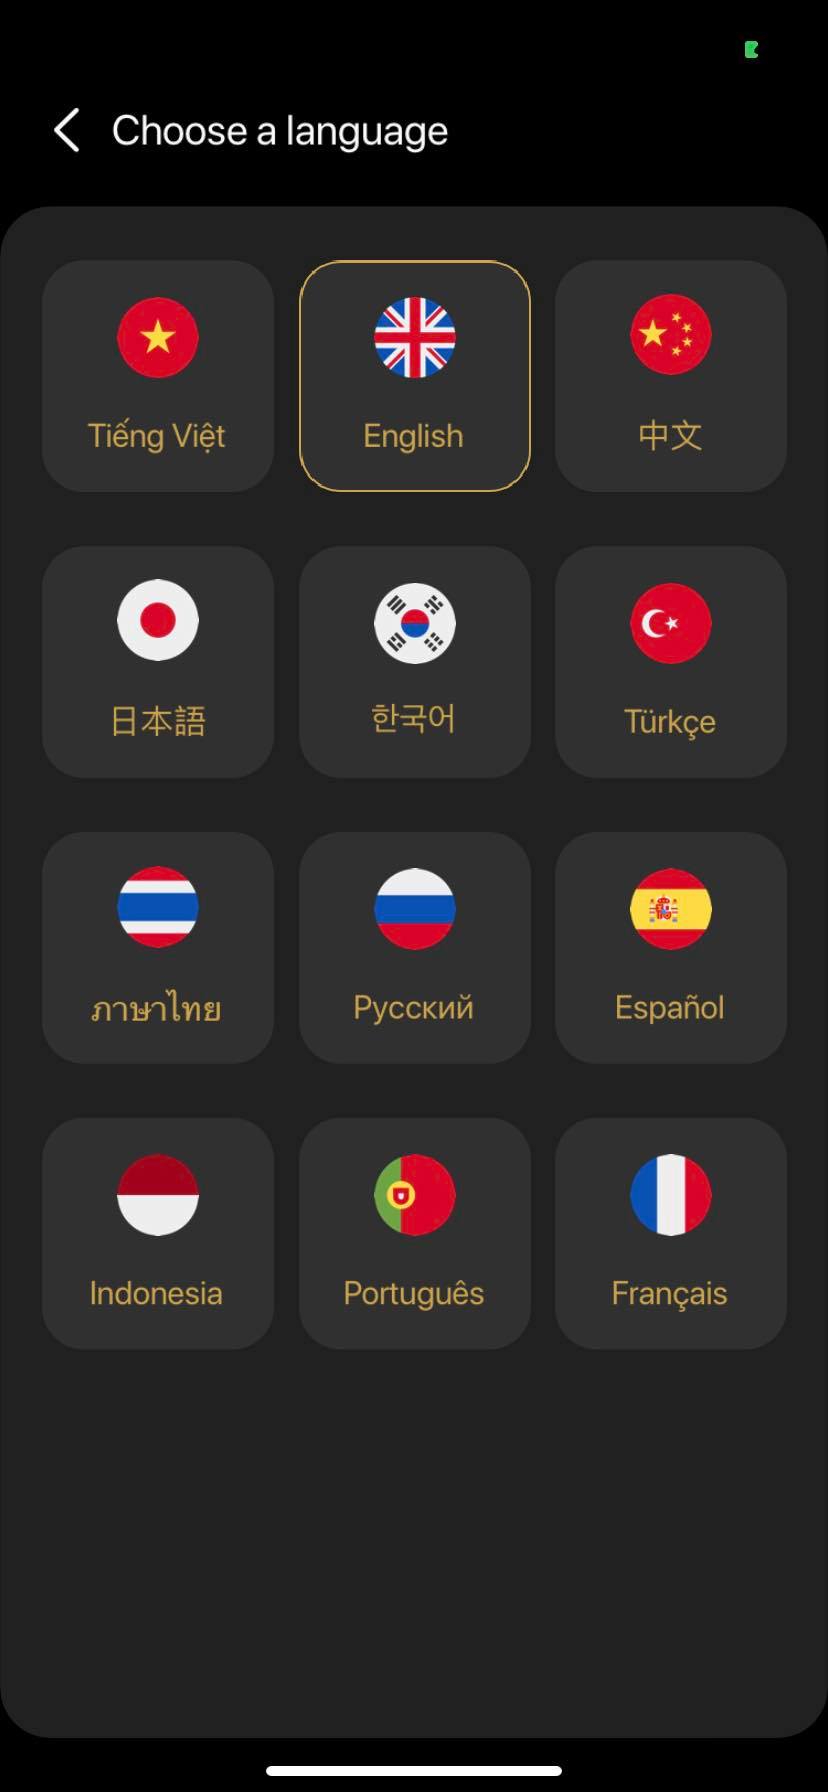 Choose a language
Tiếng Việt
English
中文
日本語
한국어
Türkçe
ภาษาไทย
Русский
Español
Indonesia
Português
Français